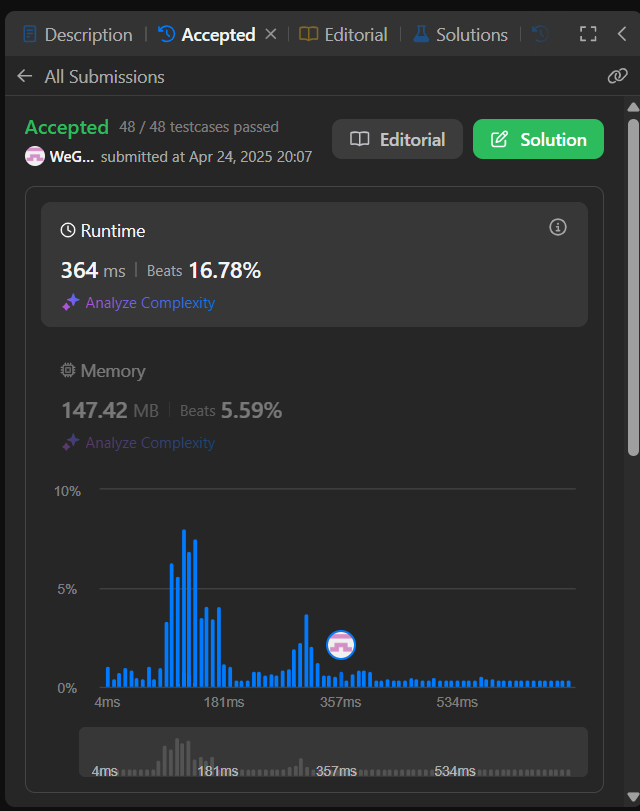 Description | Accepted × | Editorial | Solutions |
← All Submissions
Accepted 48 / 48 testcases passed
WeG... submitted at Apr 24, 2025 20:07
Editorial
Solution
Runtime
364 ms | Beats 16.78%
Analyze Complexity
Memory
147.42 MB | Beats 5.59%
Analyze Complexity
10%
5%
0%
4ms 181ms 357ms 534ms
4ms 181ms 357ms 534ms